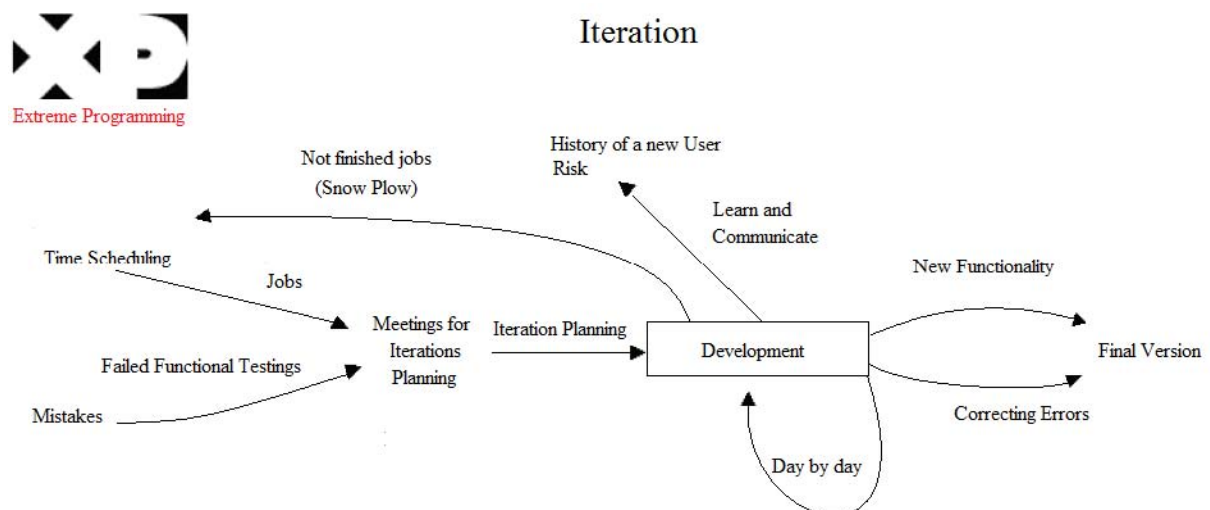 Iteration
XP
Extreme Programming
History of a new User
Risk
Not finished jobs
(Snow Plow)
Learn and
Communicate
Time Scheduling
New Functionality
Jobs
Meetings for
Iterations
Planning
Iteration Planning
Development
Final Version
Failed Functional Testings
Mistakes
Correcting Errors
Day by day